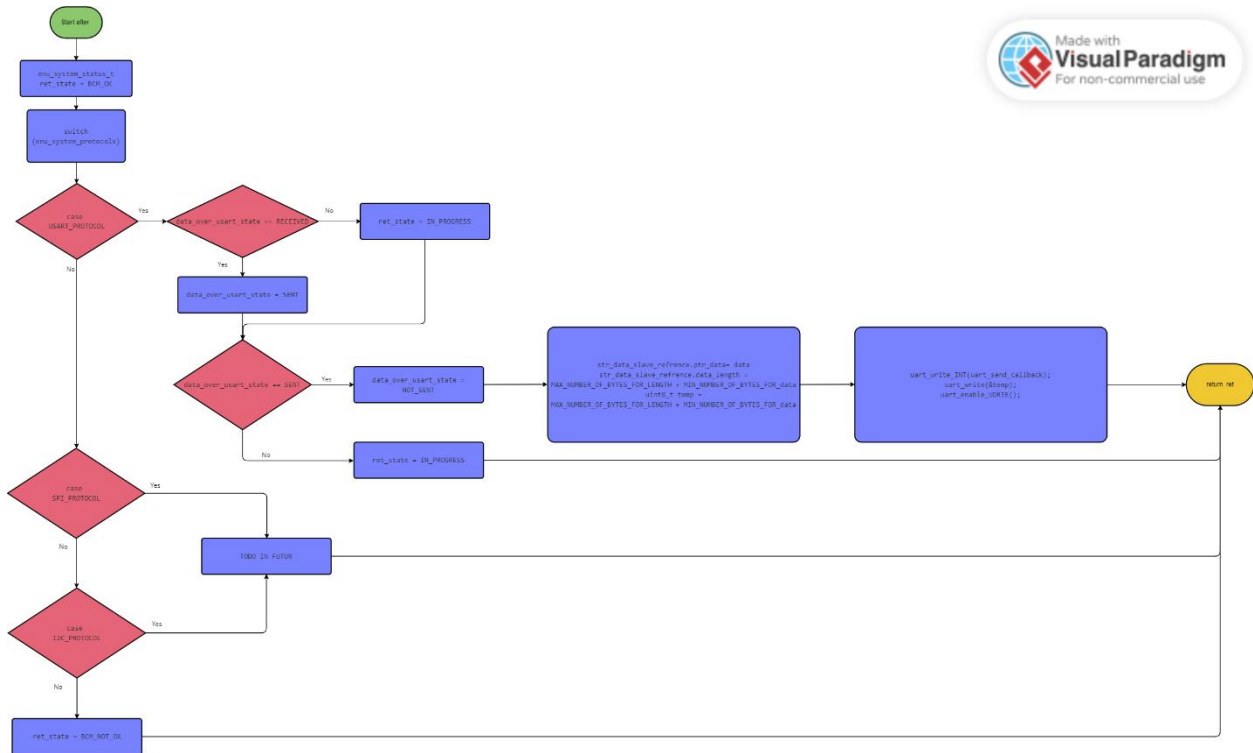 Start after
Made with
Visual Paradigm
For non-commercial use
enu_system_status_t
ret_state = BCM_OK
switch
(enu_system_protocols)
case
USART_PROTOCOL
Yes
data_over_usart_state == RECEIVED
No
ret_state = IN_PROGRESS
No
Yes
data_over_usart_state = SENT
data_over_usart_state == SENT
Yes
data_over_usart_state =
NOT_SENT
str_data_slave_refrence.ptr_data= data
str_data_slave_refrence.data_length =
MAX_NUMBER_OF_BYTES_FOR_LENGTH + MIN_NUMBER_OF_BYTES_FOR_data
uint8_t temp =
MAX_NUMBER_OF_BYTES_FOR_LENGTH + MIN_NUMBER_OF_BYTES_FOR_data
uart_write_INT(uart_send_callback);
uart_write(&temp);
uart_enable_UDRIE();
return ret
No
ret_state = IN_PROGRESS
case
SPI_PROTOCOL
Yes
No
TODO IN FUTUR
case
I2C_PROTOCOL
Yes
No
ret_state = BCM_NOT_OK